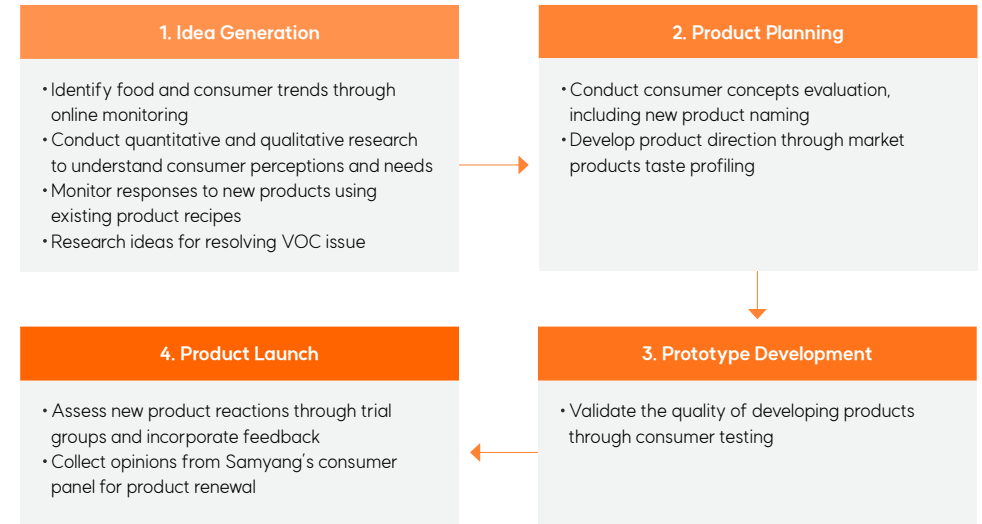 1. Idea Generation
• Identify food and consumer trends through
online monitoring
• Conduct quantitative and qualitative research
to understand consumer perceptions and needs
• Monitor responses to new products using
existing product recipes
• Research ideas for resolving VOC issue
2. Product Planning
• Conduct consumer concepts evaluation,
including new product naming
• Develop product direction through market
products taste profiling
3. Prototype Development
• Validate the quality of developing products
through consumer testing
4. Product Launch
• Assess new product reactions through trial
groups and incorporate feedback
• Collect opinions from Samyang's consumer
panel for product renewal